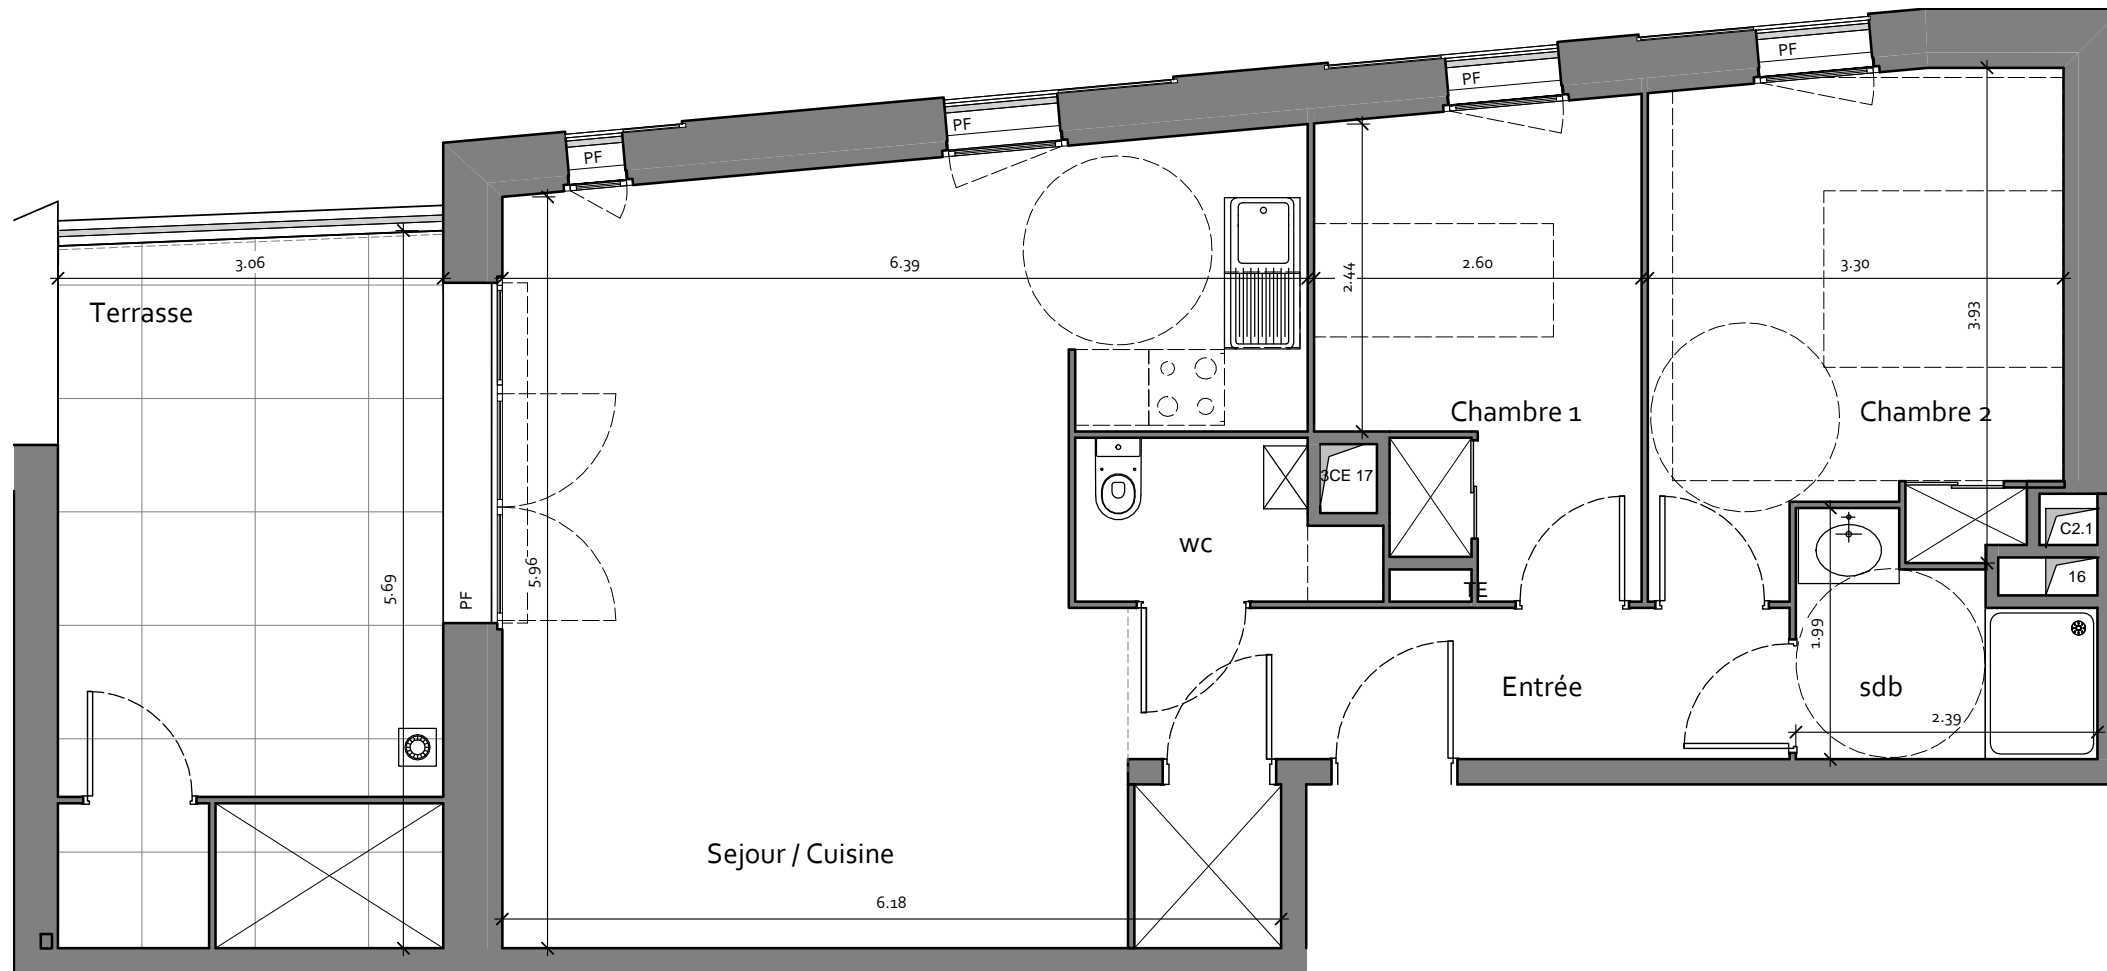 PF
PF
PF
PF
3.06
6.39
2.60
3.30
2.44
3.93
Terrasse
Chambre 1
Chambre 2
3CE 17
C2.1
wc
16
TE
5.69
PF
5.96
1.99
Entrée
sdb
2.39
Sejour / Cuisine
6.18